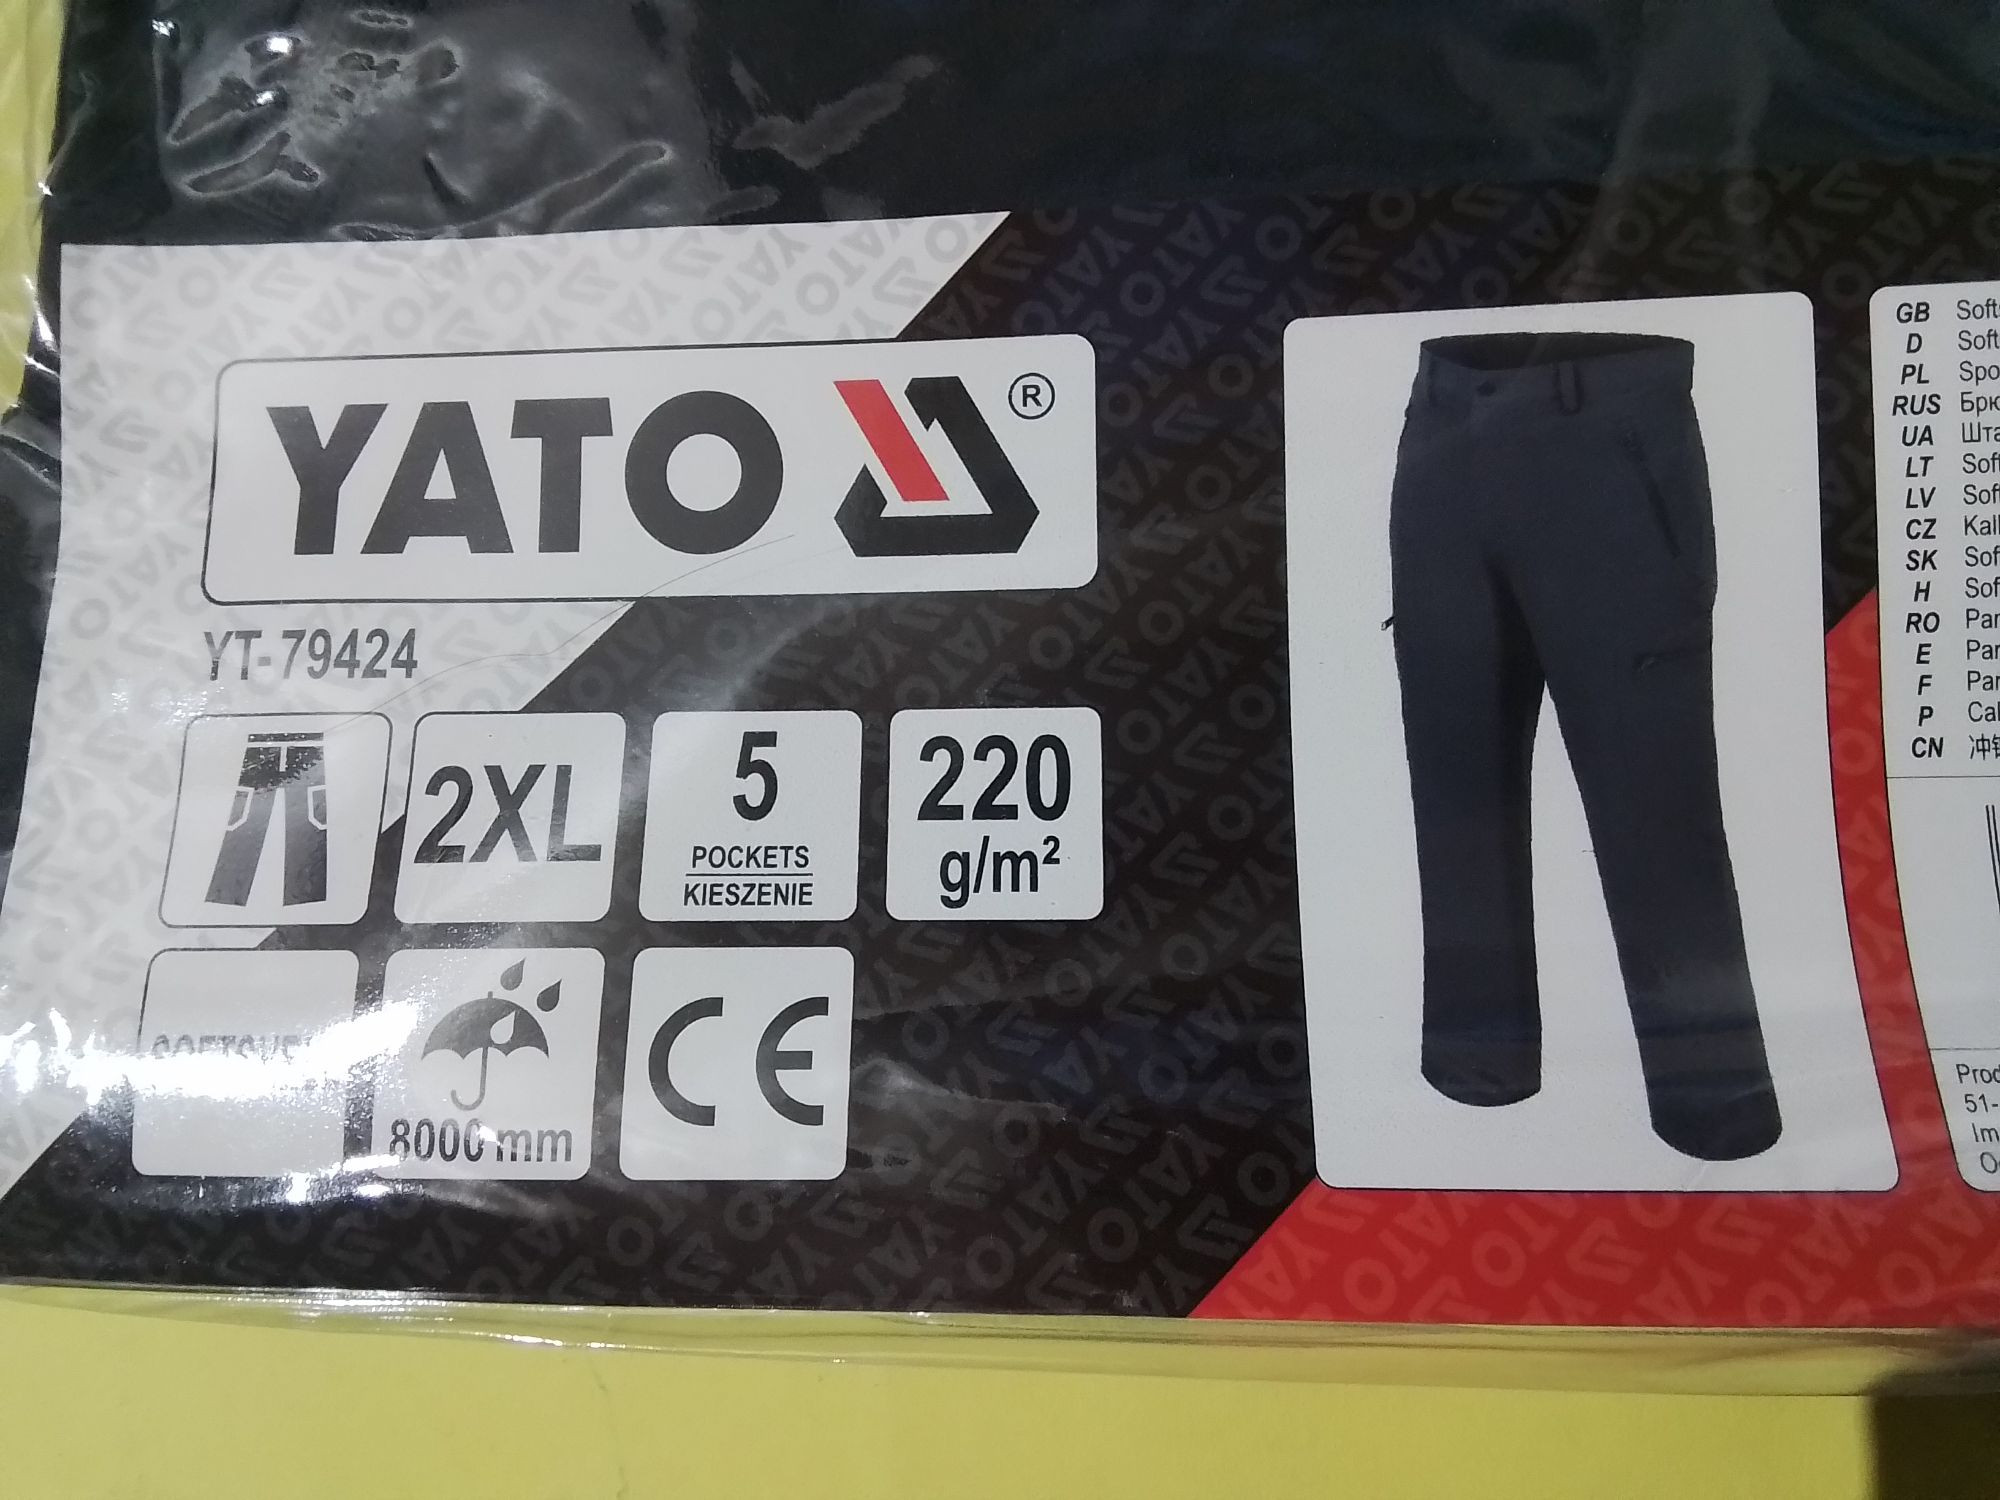 YATO ®
YT-79424
2XL
5
POCKETS
KIESZENIE
220
g/m²
8000 mm
CE
GB
D
PL
RUS
UA
LT
LV
CZ
SK
H
RO
E
F
P
CN